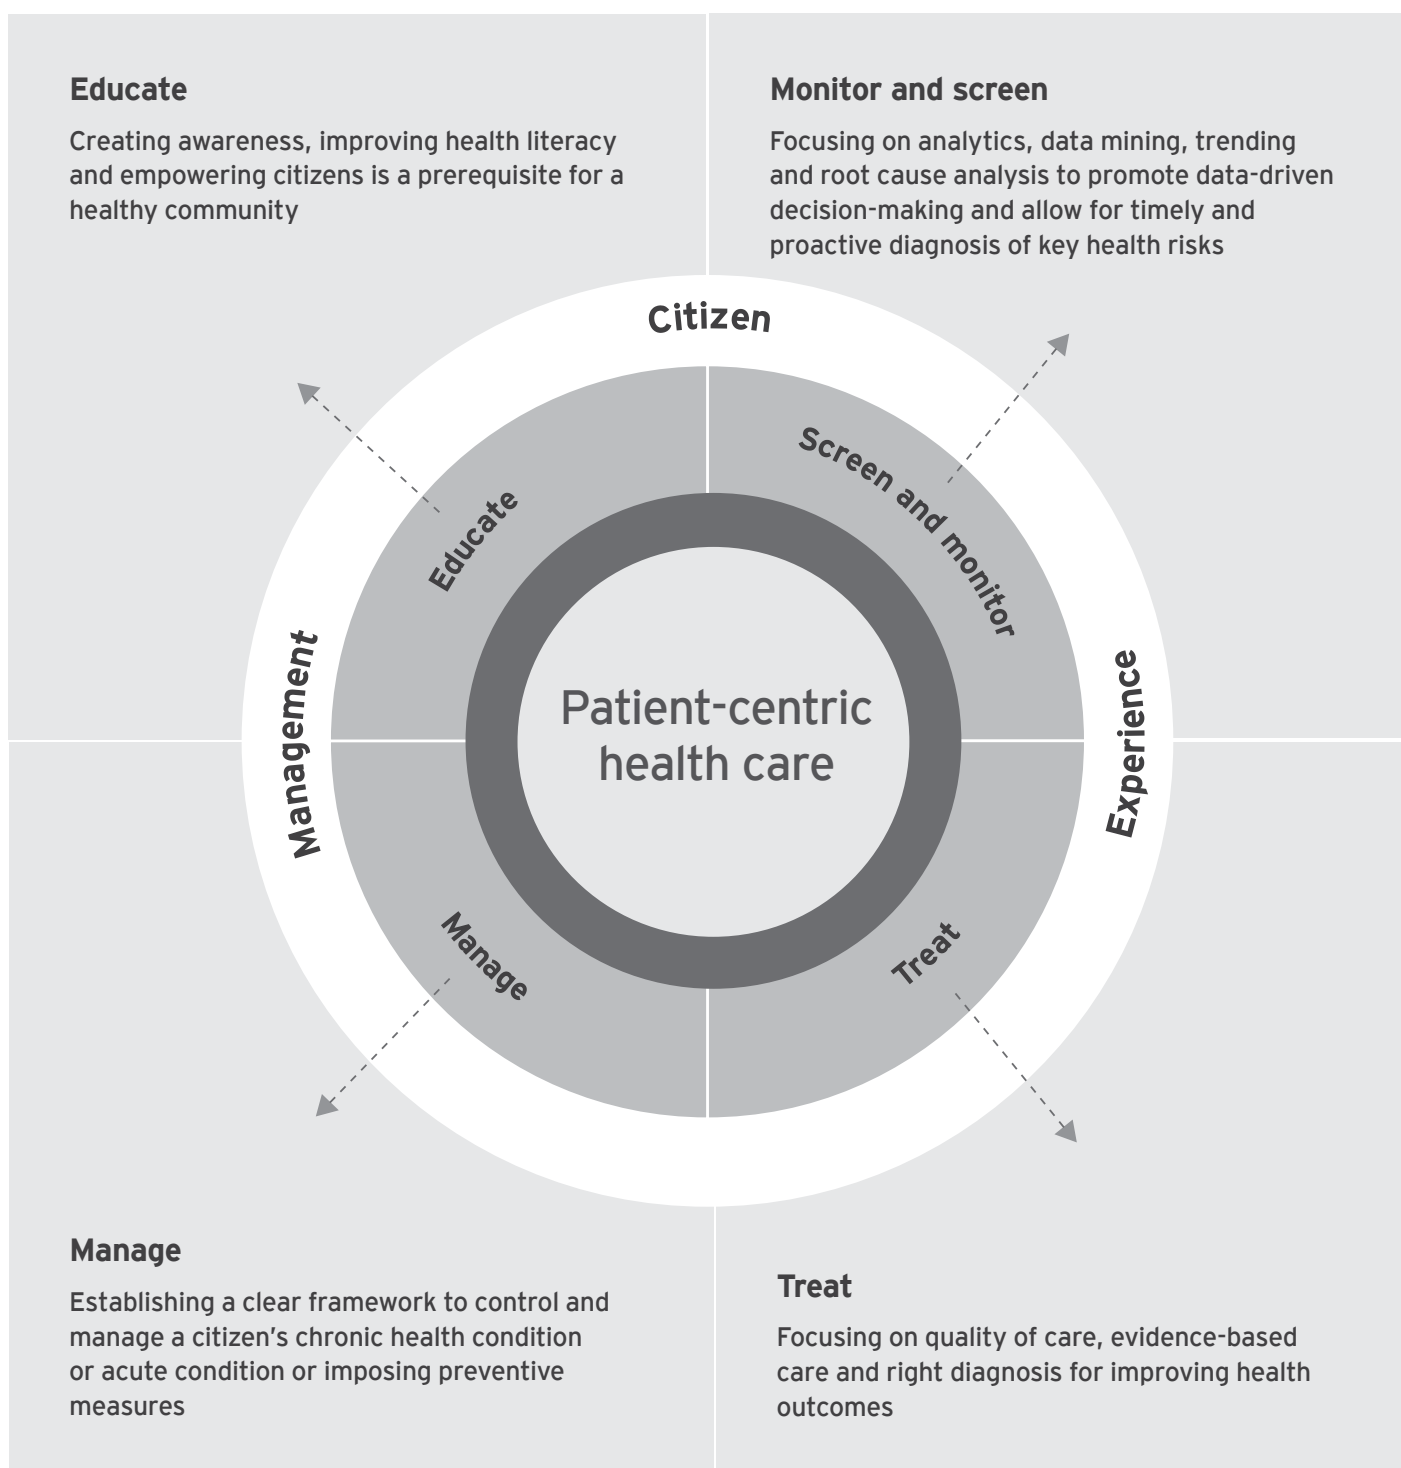 Educate
Creating awareness, improving health literacy
and empowering citizens is a prerequisite for a
healthy community
Monitor and screen
Focusing on analytics, data mining, trending
and root cause analysis to promote data-driven
decision-making and allow for timely and
proactive diagnosis of key health risks
Citizen
Educate
Screen and monitor
Management
Patient-centric
health care
Experience
Manage
Treat
Manage
Establishing a clear framework to control and
manage a citizen’s chronic health condition
or acute condition or imposing preventive
measures
Treat
Focusing on quality of care, evidence-based
care and right diagnosis for improving health
outcomes